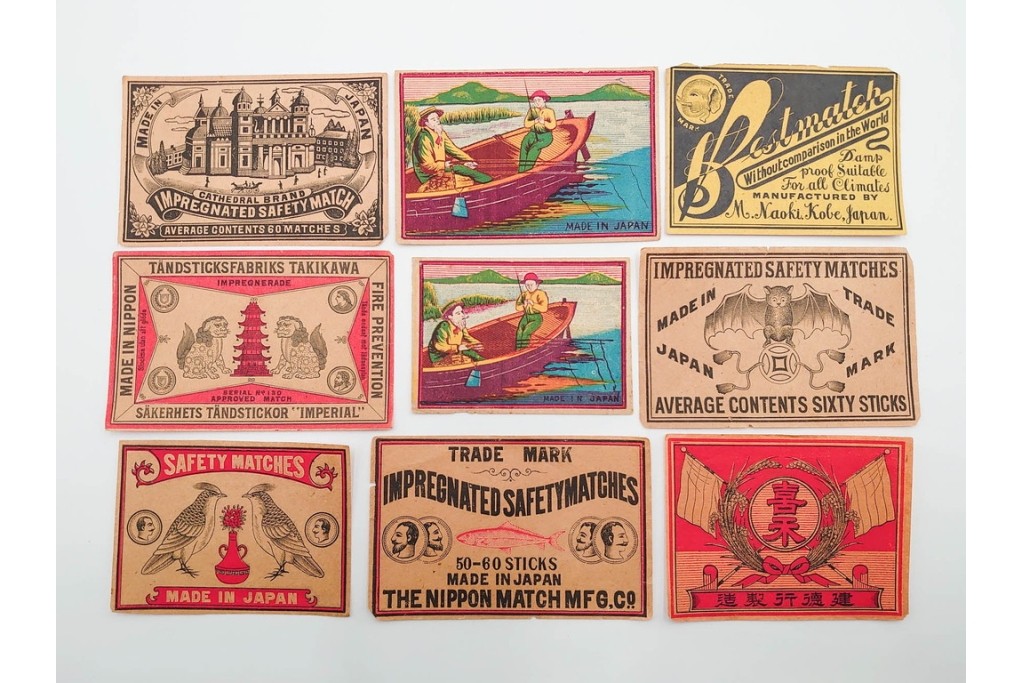 MADE IN JAPAN
CATHEDRAL BRAND
IMPREGNATED SAFETY MATCH
AVERAGE CONTENTS 60 MATCHES
MADE IN JAPAN
TRADE MARK
Bestmatch
Without comparison in the World
Damp
proof Suitable
For all Climates
MANUFACTURED BY
M. Naoki. Kobe, Japan.
TÄNDSTICKSFABRIKS TAKIKAWA
IMPREGNERADE
MADE IN NIPPON
FIRE PREVENTION
SERIAL No 130
APPROVED MATCH
SÄKERHETS TÄNDSTICKOR "IMPERIAL"
MADE IN JAPAN
IMPREGNATED SAFETY MATCHES
MADE IN
TRADE
JAPAN
MARK
AVERAGE CONTENTS SIXTY STICKS
SAFETY MATCHES
MADE IN JAPAN
TRADE MARK
IMPREGNATED SAFETY MATCHES
50-60 STICKS
MADE IN JAPAN
THE NIPPON MATCH MFG. Co
喜禾
造製行德建